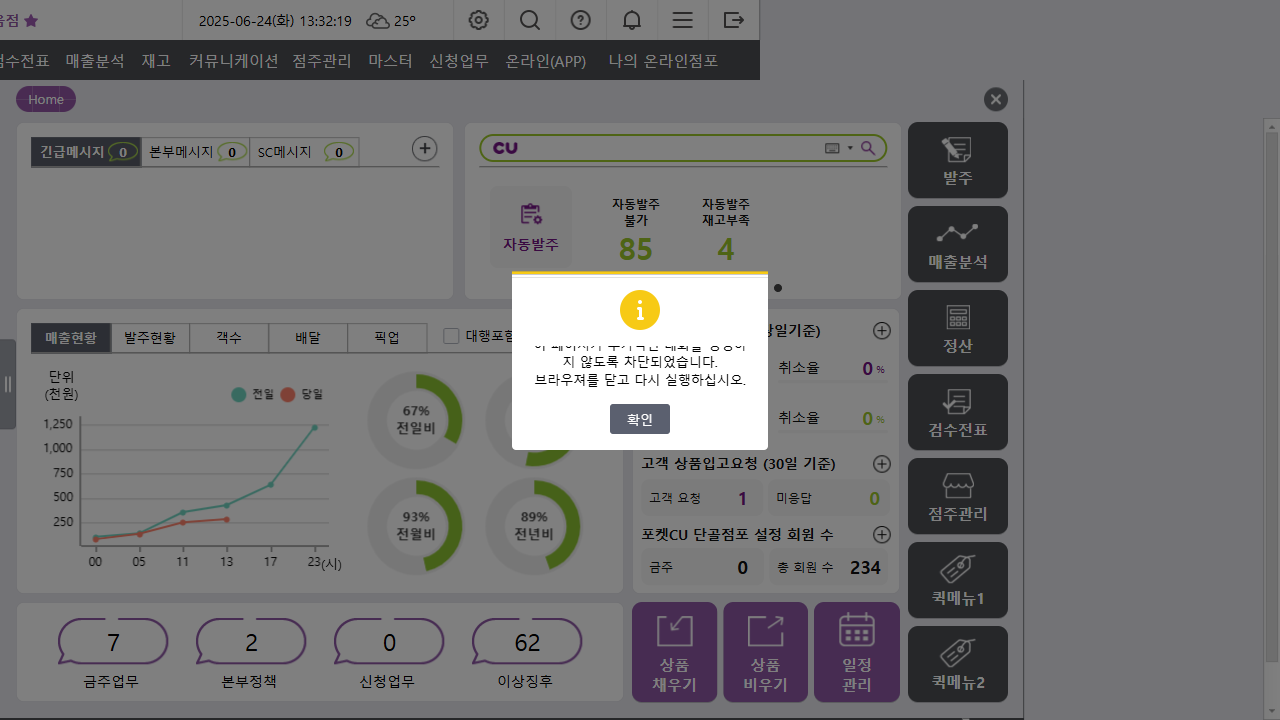 음점
2025-06-24(화) 13:32:19 25°
검수전표 매출분석 재고 커뮤니케이션 점주관리 마스터 신청업무 온라인(APP) 나의 온라인점포
Home
긴급메시지 0 본부메시지 0 SC메시지 0
CU
자동발주
자동발주
불가
85
자동발주
재고부족
4
발주
매출분석
정산
검수전표
점주관리
퀵메뉴1
퀵메뉴2
지 않도록 차단되었습니다.
브라우져를 닫고 다시 실행하십시오.
확인
매출현황 발주현황 객수 배달 픽업 대행포함
단위
(천원)
전일 당일
1,250
1,000
750
500
250
00 05 11 13 17 23(시)
67%
전일비
93%
전월비
89%
전년비
당일기준)
취소율 0 %
취소율 0 %
고객 상품입고요청 (30일 기준)
고객 요청 1 미응답 0
포켓CU 단골점포 설정 회원 수
금주 0 총 회원 수 234
7
금주업무
2
본부정책
0
신청업무
62
이상징후
상품
채우기
상품
비우기
일정
관리